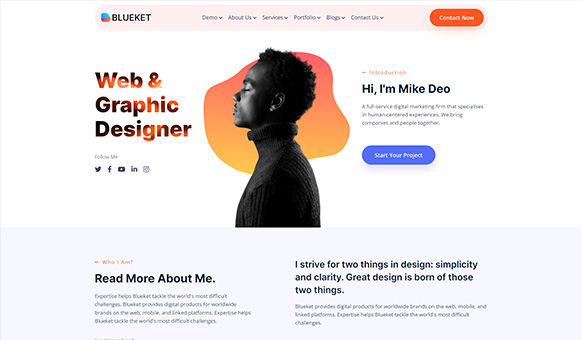 BLUEKET
Demo About Us Services Portfolio Blogs Contact Us
Contact Now
Web &
Graphic
Designer
Follow Me
Introduction
Hi, I'm Mike Deo
A full-service digital marketing firm that specialises
in human-centered experiences. We bring
companies and people together.
Start Your Project
Who I Am?
Read More About Me.
Expertise helps Blueket tackle the world's most difficult
challenges. Blueket provides digital products for worldwide
brands on the web, mobile, and linked platforms. Expertise helps
Blueket tackle the world's most difficult challenges.
I strive for two things in design: simplicity
and clarity. Great design is born of those
two things.
Blueket provides digital products for worldwide brands on the web, mobile, and
linked platforms. Expertise helps Blueket tackle the world's most difficult
challenges.